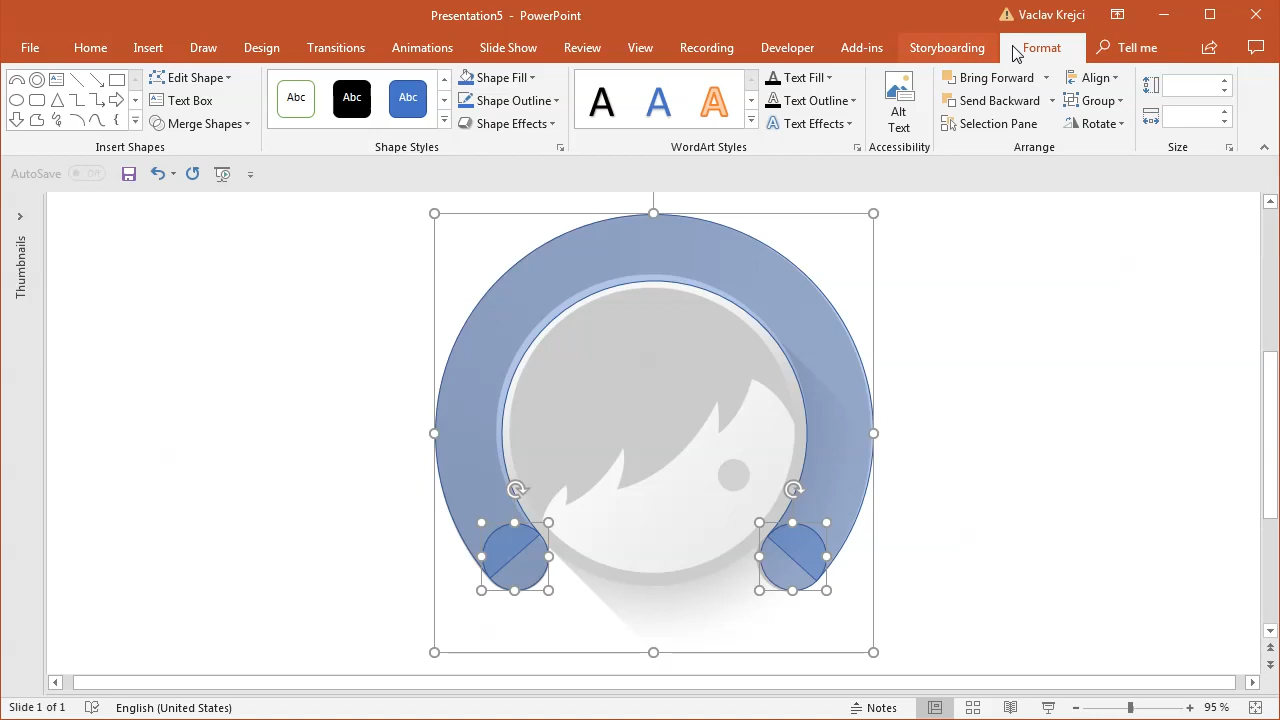 Presentation5 - PowerPoint
Vaclav Krejci
File Home Insert Draw Design Transitions Animations Slide Show Review View Recording Developer Add-ins Storyboarding Format Tell me
Edit Shape
Text Box
Merge Shapes
Insert Shapes
Abc Abc Abc
Shape Fill
Shape Outline
Shape Effects
Shape Styles
A A A
Text Fill
Text Outline
Text Effects
WordArt Styles
Alt
Text
Accessibility
Bring Forward
Send Backward
Selection Pane
Align
Group
Rotate
Arrange
Size
AutoSave Off
Thumbnails
Slide 1 of 1 English (United States) Notes 95 %